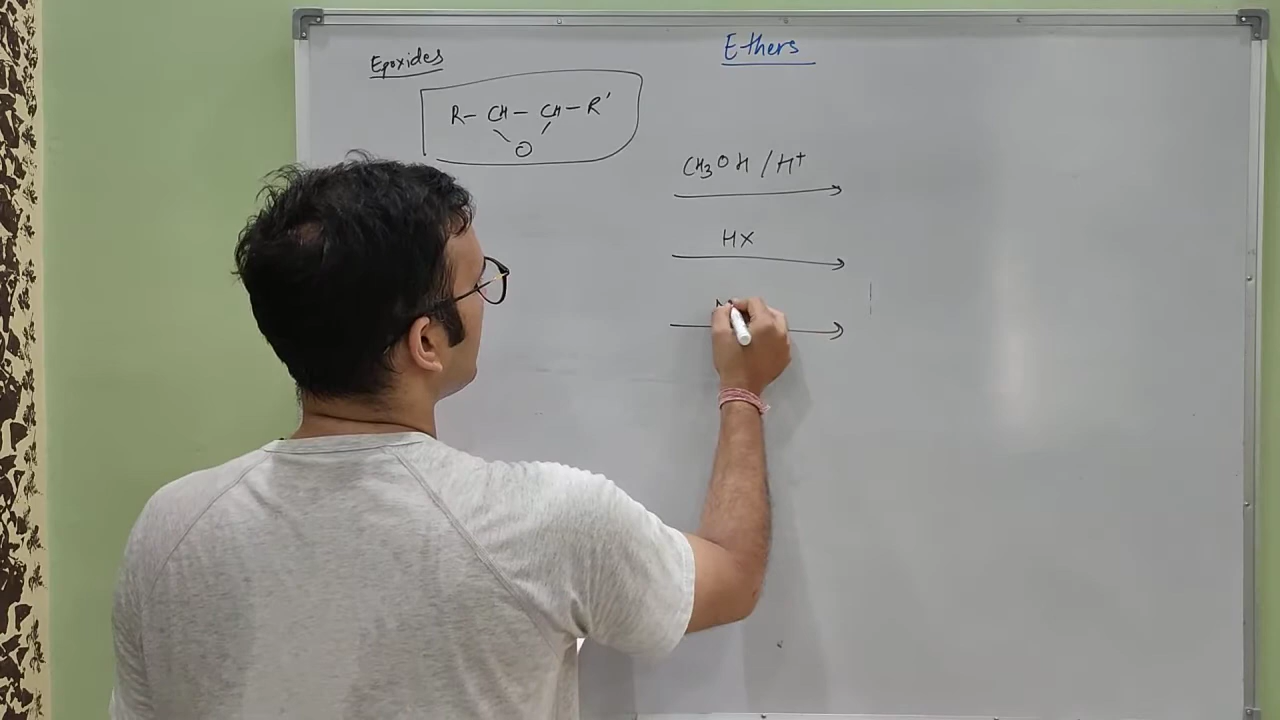 Ethers
Epoxides
R- CH - CH - R'
O
CH₃OH / H⁺
HX